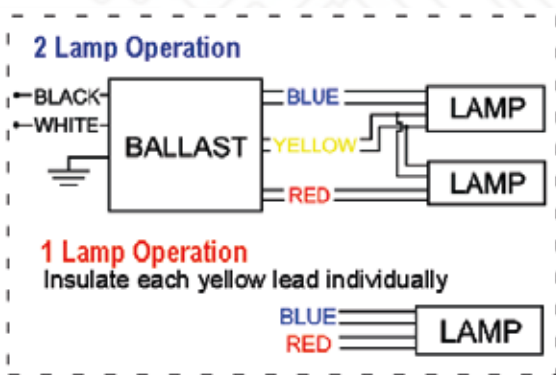 2 Lamp Operation
BLACK
WHITE
BALLAST
BLUE
YELLOW
RED
LAMP
LAMP
1 Lamp Operation
Insulate each yellow lead individually
BLUE
RED
LAMP